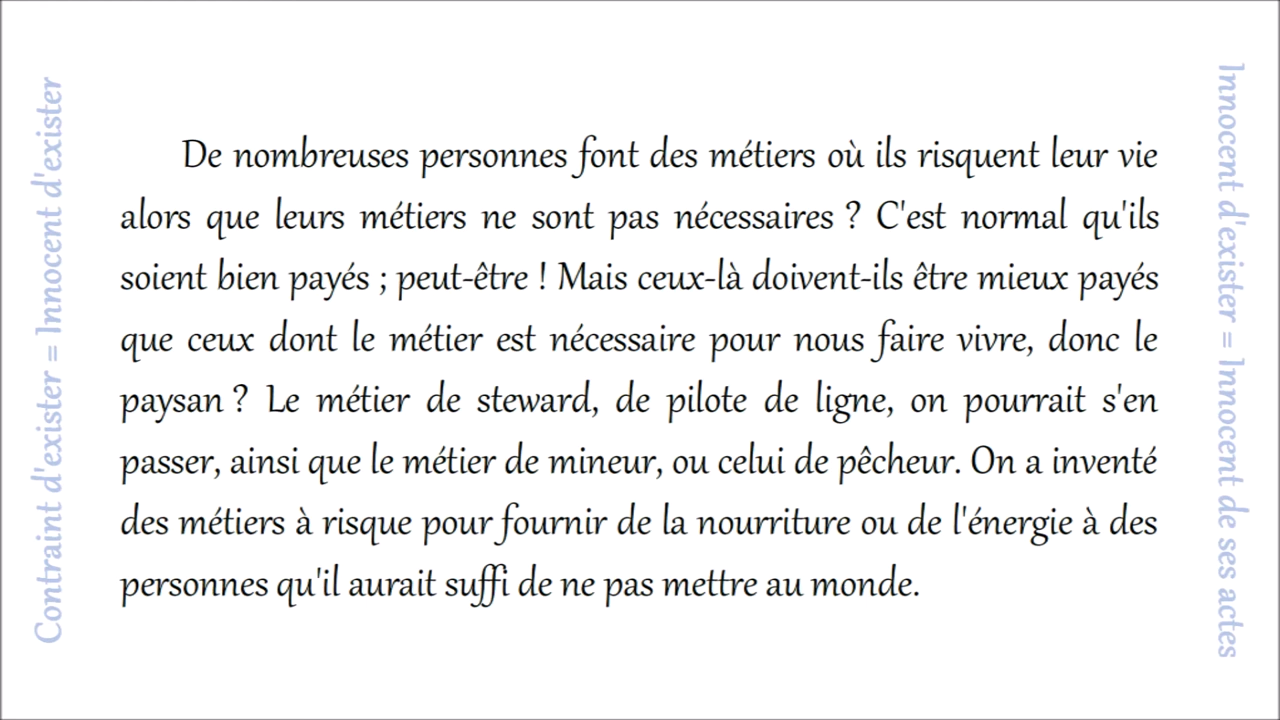 Contraint d'exister = Innocent d'exister
De nombreuses personnes font des métiers où ils risquent leur vie
alors que leurs métiers ne sont pas nécessaires ? C'est normal qu'ils
soient bien payés ; peut-être ! Mais ceux-là doivent-ils être mieux payés
que ceux dont le métier est nécessaire pour nous faire vivre, donc le
paysan ? Le métier de steward, de pilote de ligne, on pourrait s'en
passer, ainsi que le métier de mineur, ou celui de pêcheur. On a inventé
des métiers à risque pour fournir de la nourriture ou de l'énergie à des
personnes qu'il aurait suffi de ne pas mettre au monde.
Innocent d'exister = Innocent de ses actes